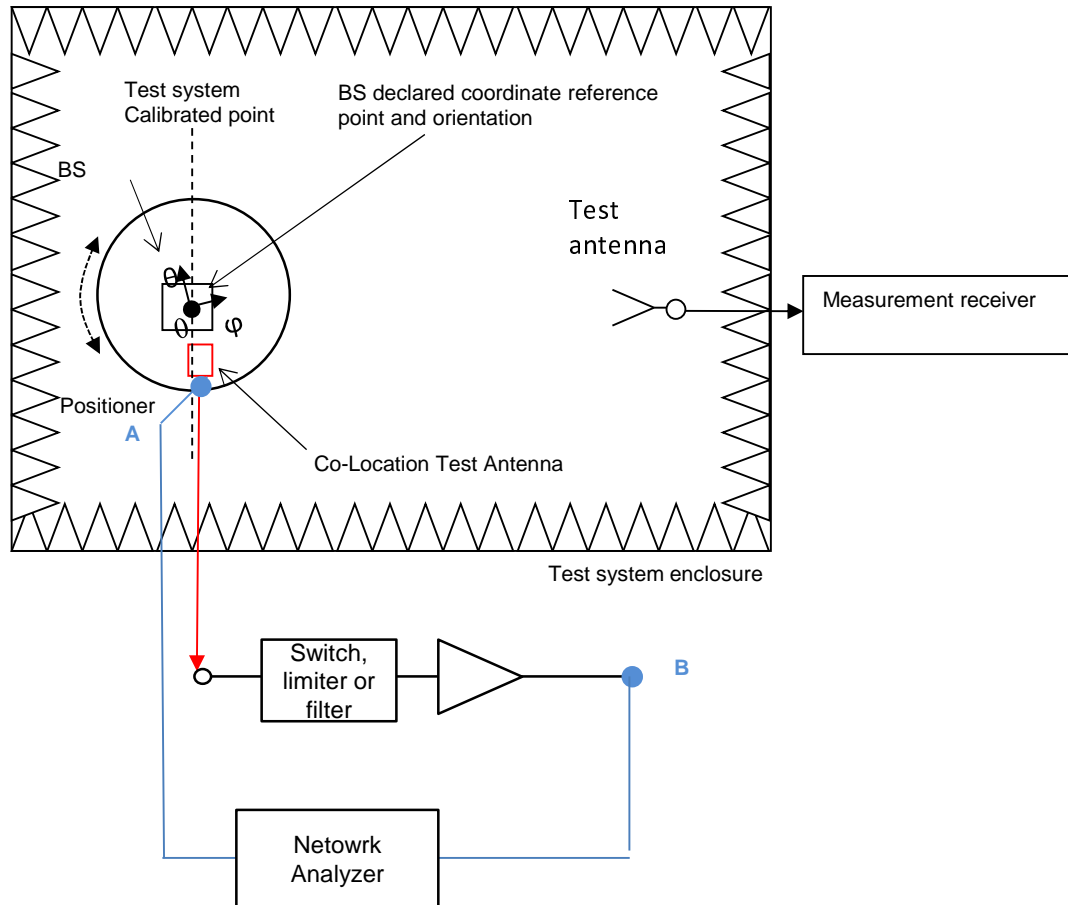 Test system
Calibrated point
BS declared coordinate reference
point and orientation
BS
Test
antenna
Measurement receiver
θ
θ
φ
Positioner
A
Co-Location Test Antenna
Test system enclosure
Switch,
limiter or
filter
B
Netowrk
Analyzer